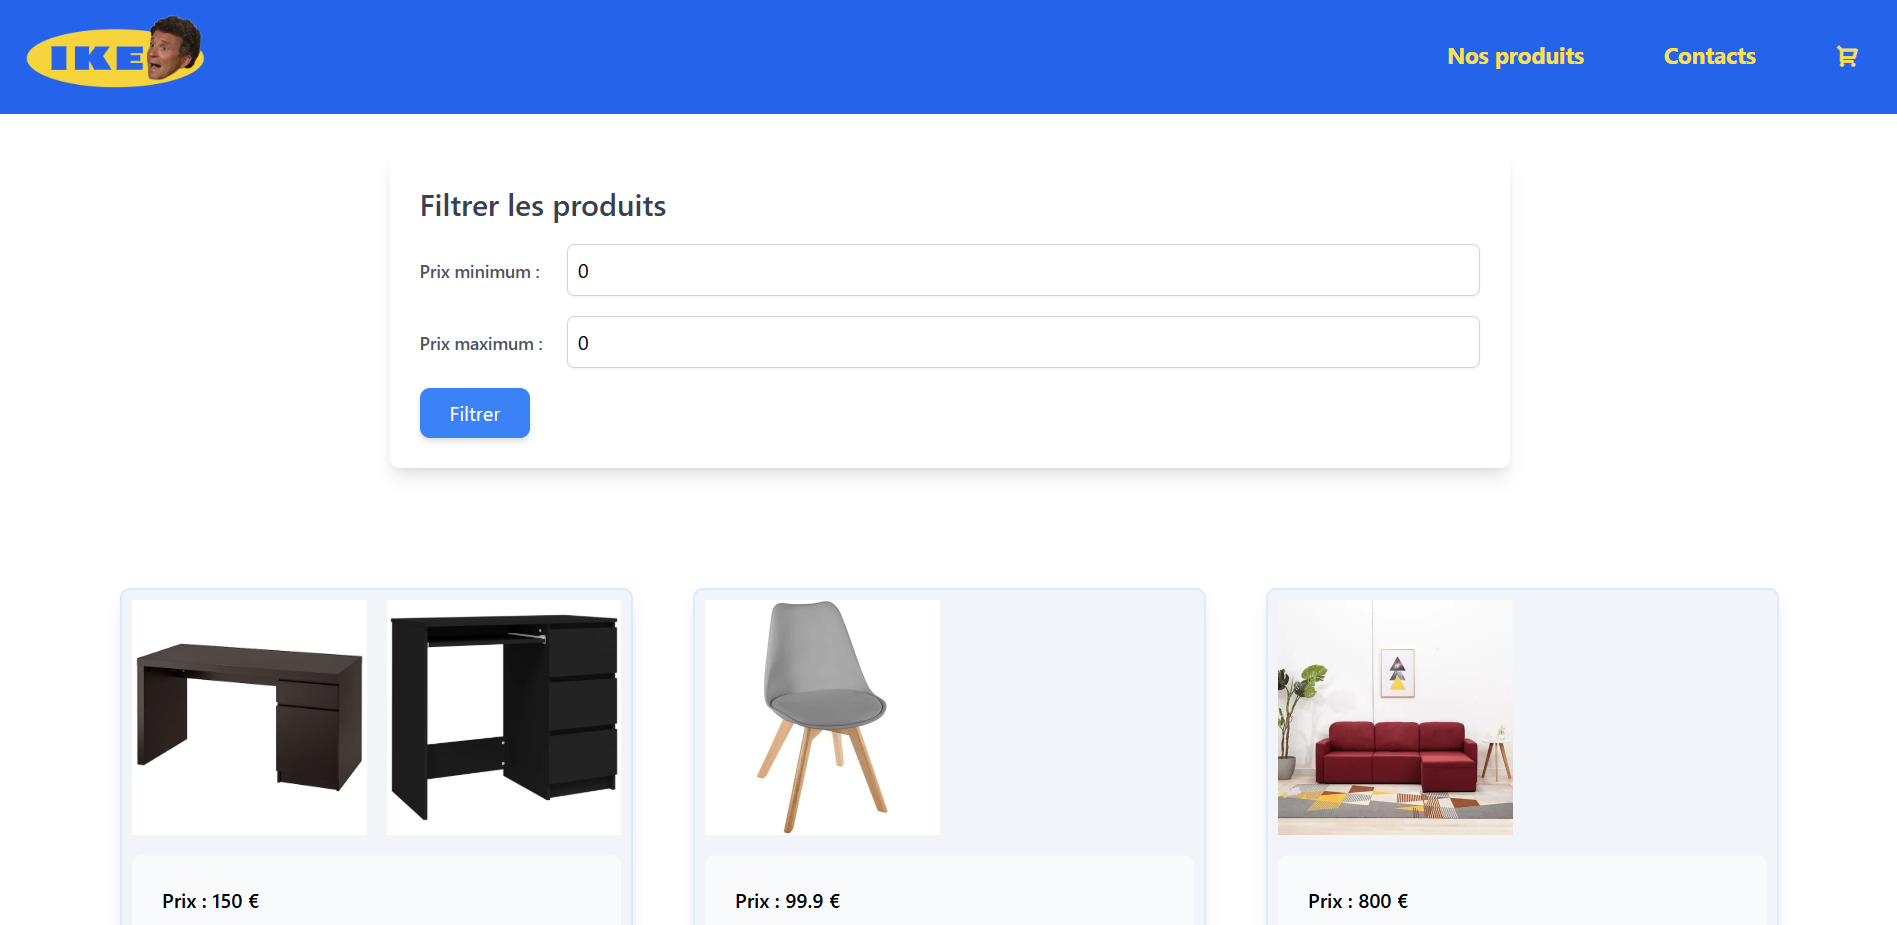 IKE
Nos produits
Contacts
Filtrer les produits
Prix minimum :
0
Prix maximum :
0
Filtrer
Prix : 150 €
Prix : 99.9 €
Prix : 800 €